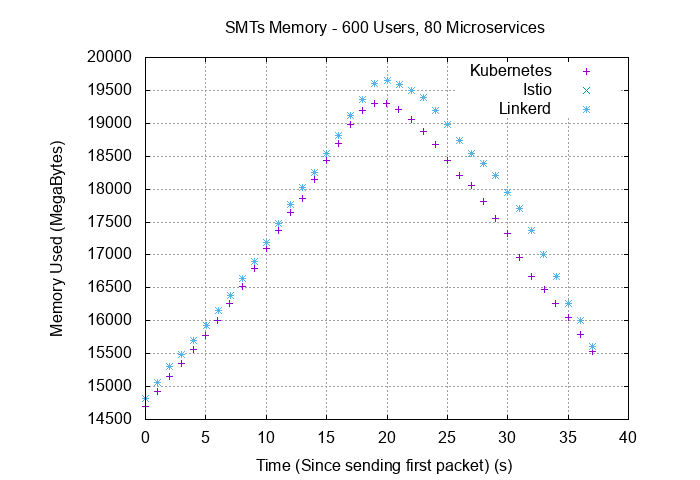 SMTs Memory - 600 Users, 80 Microservices
20000
19500
19000
18500
18000
17500
17000
16500
16000
15500
15000
14500
Memory Used (MegaBytes)
Kubernetes
Istio
Linkerd
0 5 10 15 20 25 30 35 40
Time (Since sending first packet) (s)